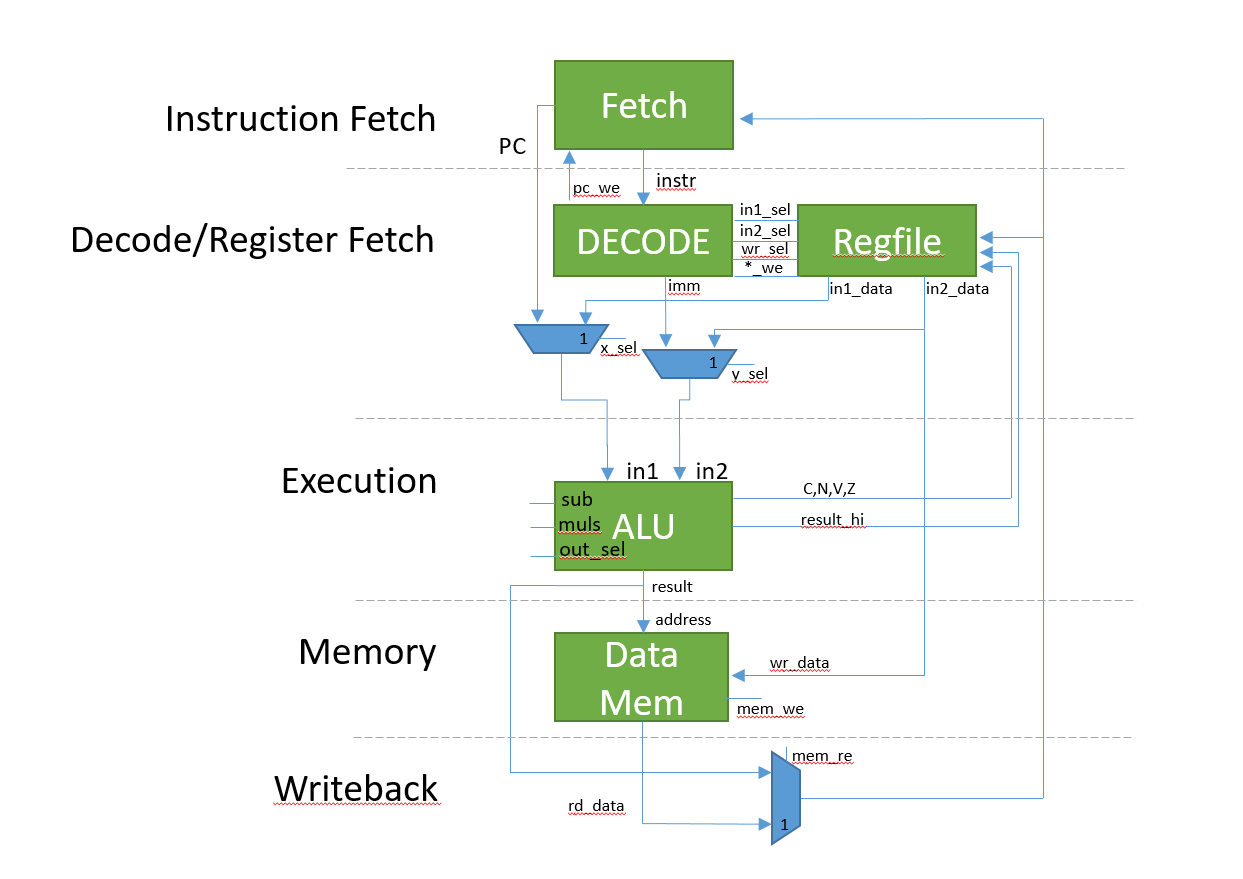 Fetch
Instruction Fetch
PC
instr
pc_we
in1_sel
DECODE
Regfile
Decode/Register Fetch
in2_sel
wr_sel
*_we
imm
in1_data
in2_data
1
x_sel
1
y_sel
in1
in2
Execution
C,N,V,Z
sub
muls
ALU
result_hi
out_sel
result
address
Memory
Data
Mem
wr_data
mem_we
mem_re
Writeback
rd_data
1